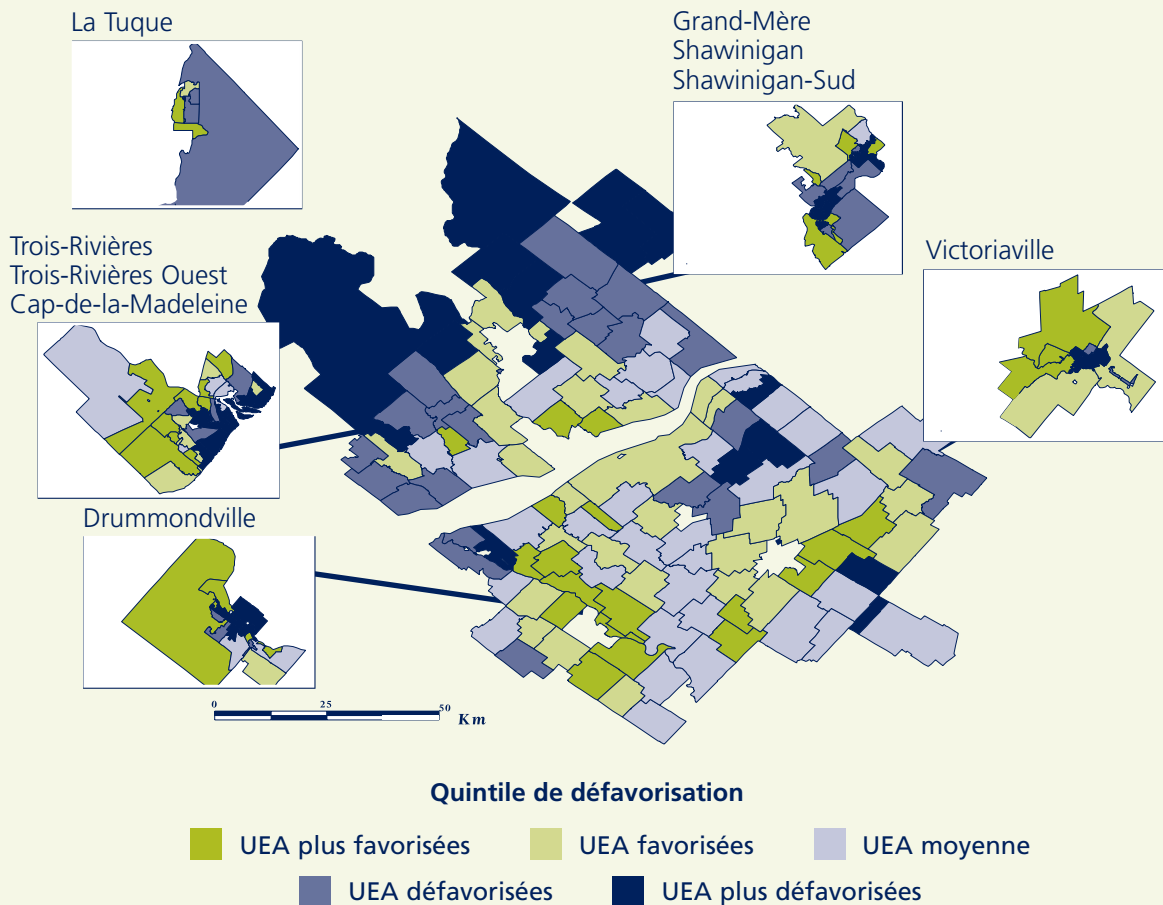 La Tuque
Grand-Mère
Shawinigan
Shawinigan-Sud
Trois-Rivières
Trois-Rivières Ouest
Cap-de-la-Madeleine
Victoriaville
Drummondville
0 25 50
Km
Quintile de défavorisation
UEA plus favorisées UEA favorisées UEA moyenne
UEA défavorisées UEA plus défavorisées